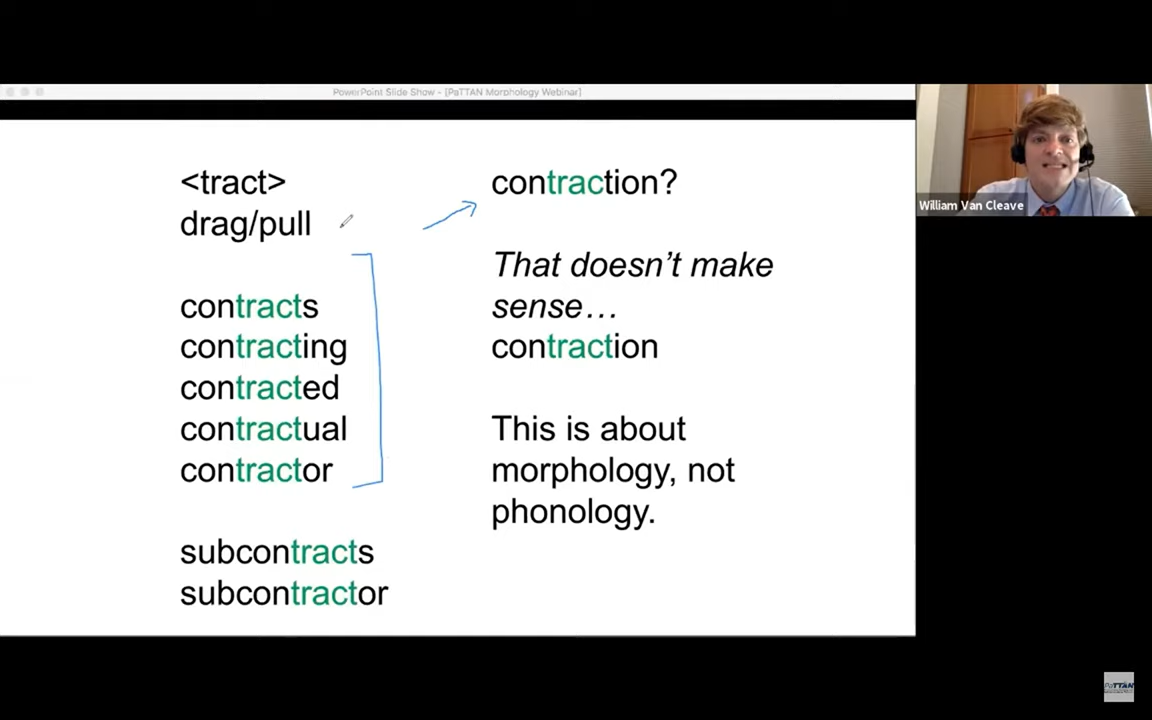 PowerPoint Slide Show - [PaTTAN Morphology Webinar]
<tract>
drag/pull
contracts
contracting
contracted
contractual
contractor
subcontracts
subcontractor
contraction?
That doesn't make
sense…
contraction
This is about
morphology, not
phonology.
William Van Cleave
PaTTAN